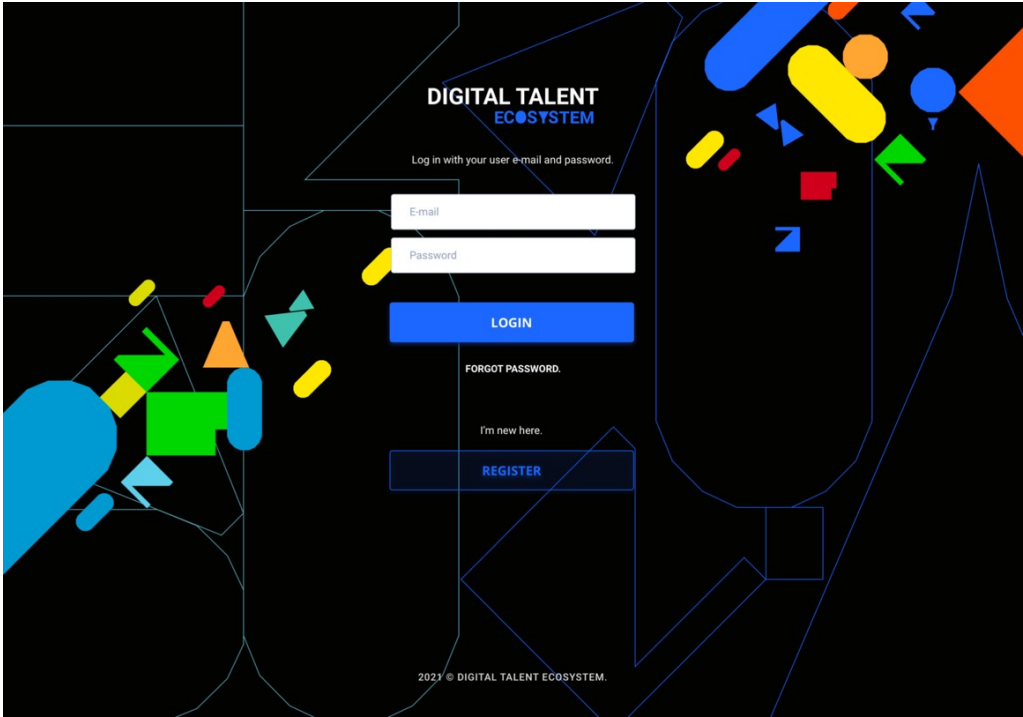 DIGITAL TALENT
ECOSYSTEM
Log in with your user e-mail and password.
E-mail
Password
LOGIN
FORGOT PASSWORD.
I'm new here.
REGISTER
2021 © DIGITAL TALENT ECOSYSTEM.